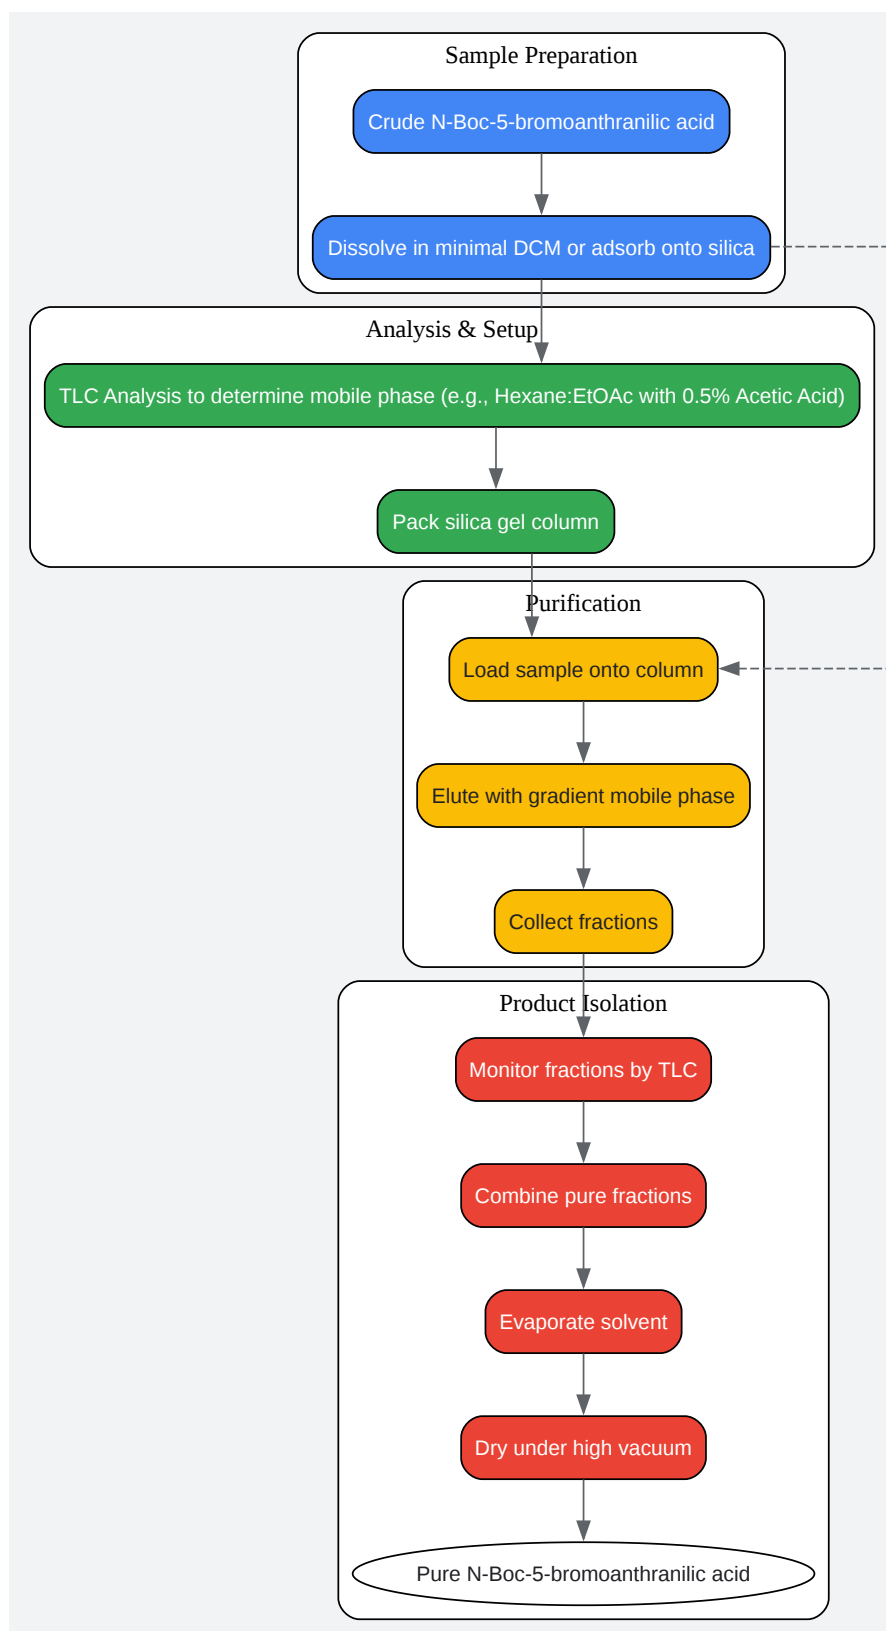 Sample Preparation
Crude N-Boc-5-bromoanthranilic acid
Dissolve in minimal DCM or adsorb onto silica
Analysis & Setup
TLC Analysis to determine mobile phase (e.g., Hexane:EtOAc with 0.5% Acetic Acid)
Pack silica gel column
Purification
Load sample onto column
Elute with gradient mobile phase
Collect fractions
Product Isolation
Monitor fractions by TLC
Combine pure fractions
Evaporate solvent
Dry under high vacuum
Pure N-Boc-5-bromoanthranilic acid